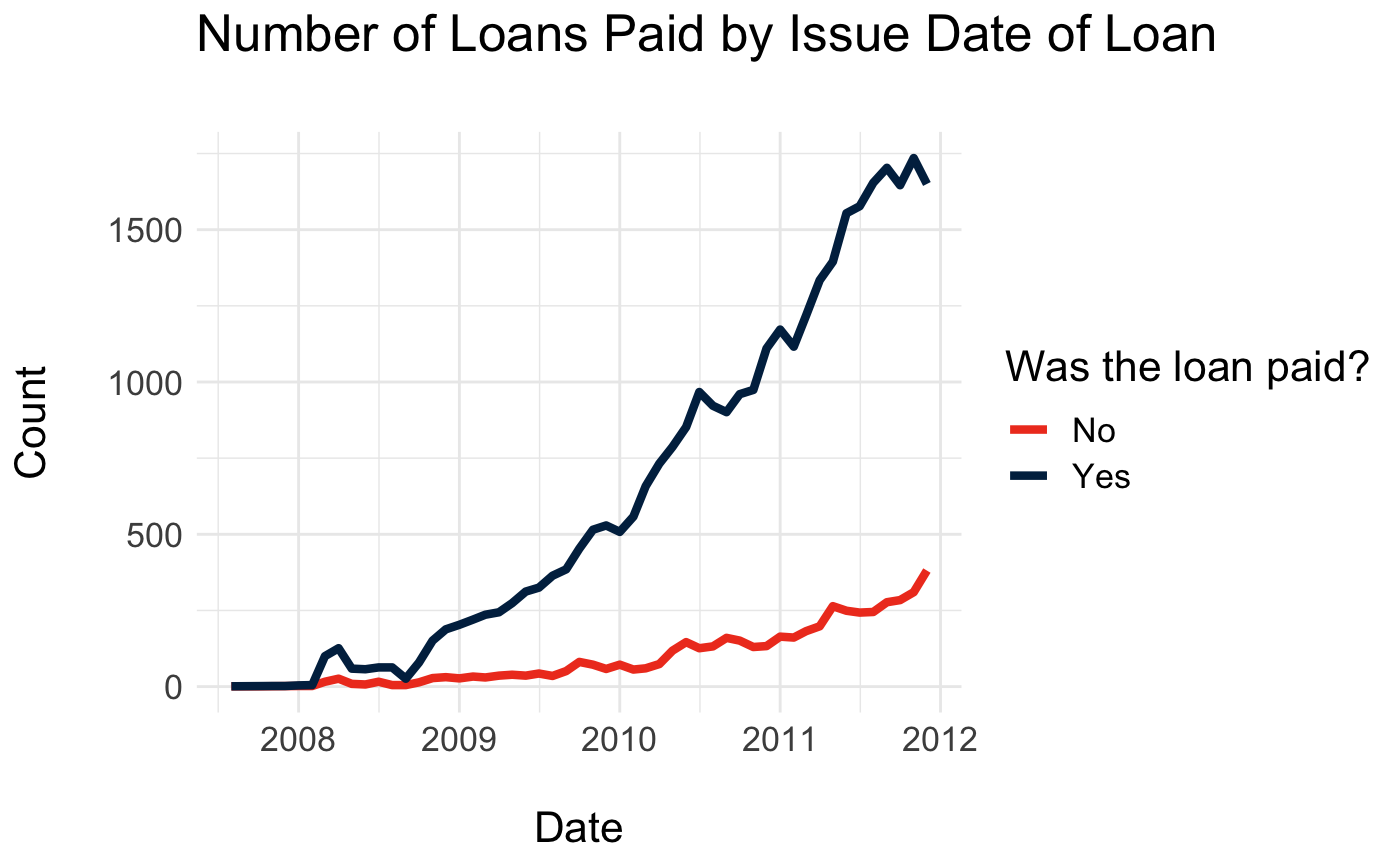 Number of Loans Paid by Issue Date of Loan
1500
1000
500
0
Count
2008 2009 2010 2011 2012
Date
Was the loan paid?
No
Yes